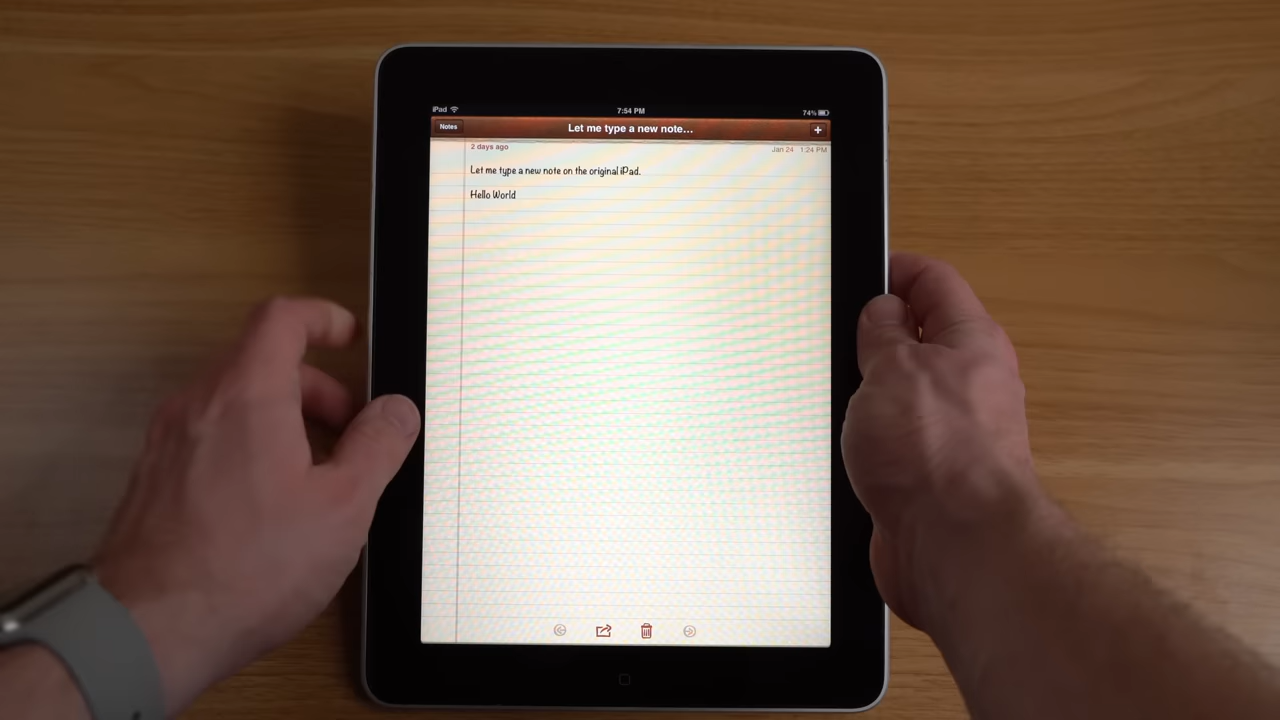 iPad 7:54 PM 74%
Notes Let me type a new note... +
2 days ago Jan 24 1:24 PM
Let me type a new note on the original iPad.
Hello World